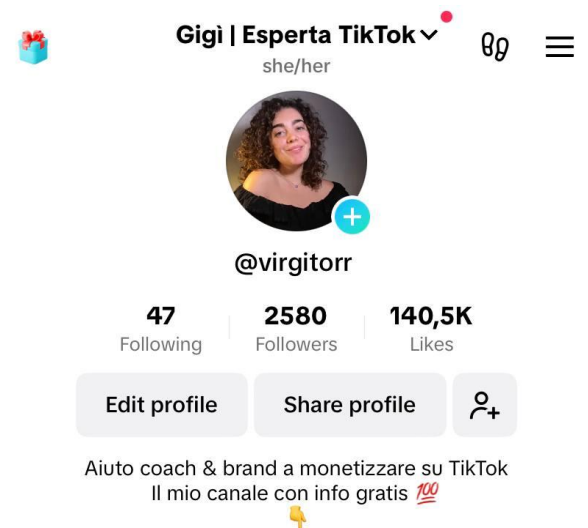 Gigì | Esperta TikTok
she/her
@virgitorr
47 2580 140,5K
Following Followers Likes
Edit profile Share profile
Aiuto coach & brand a monetizzare su TikTok
Il mio canale con info gratis 💯
👇